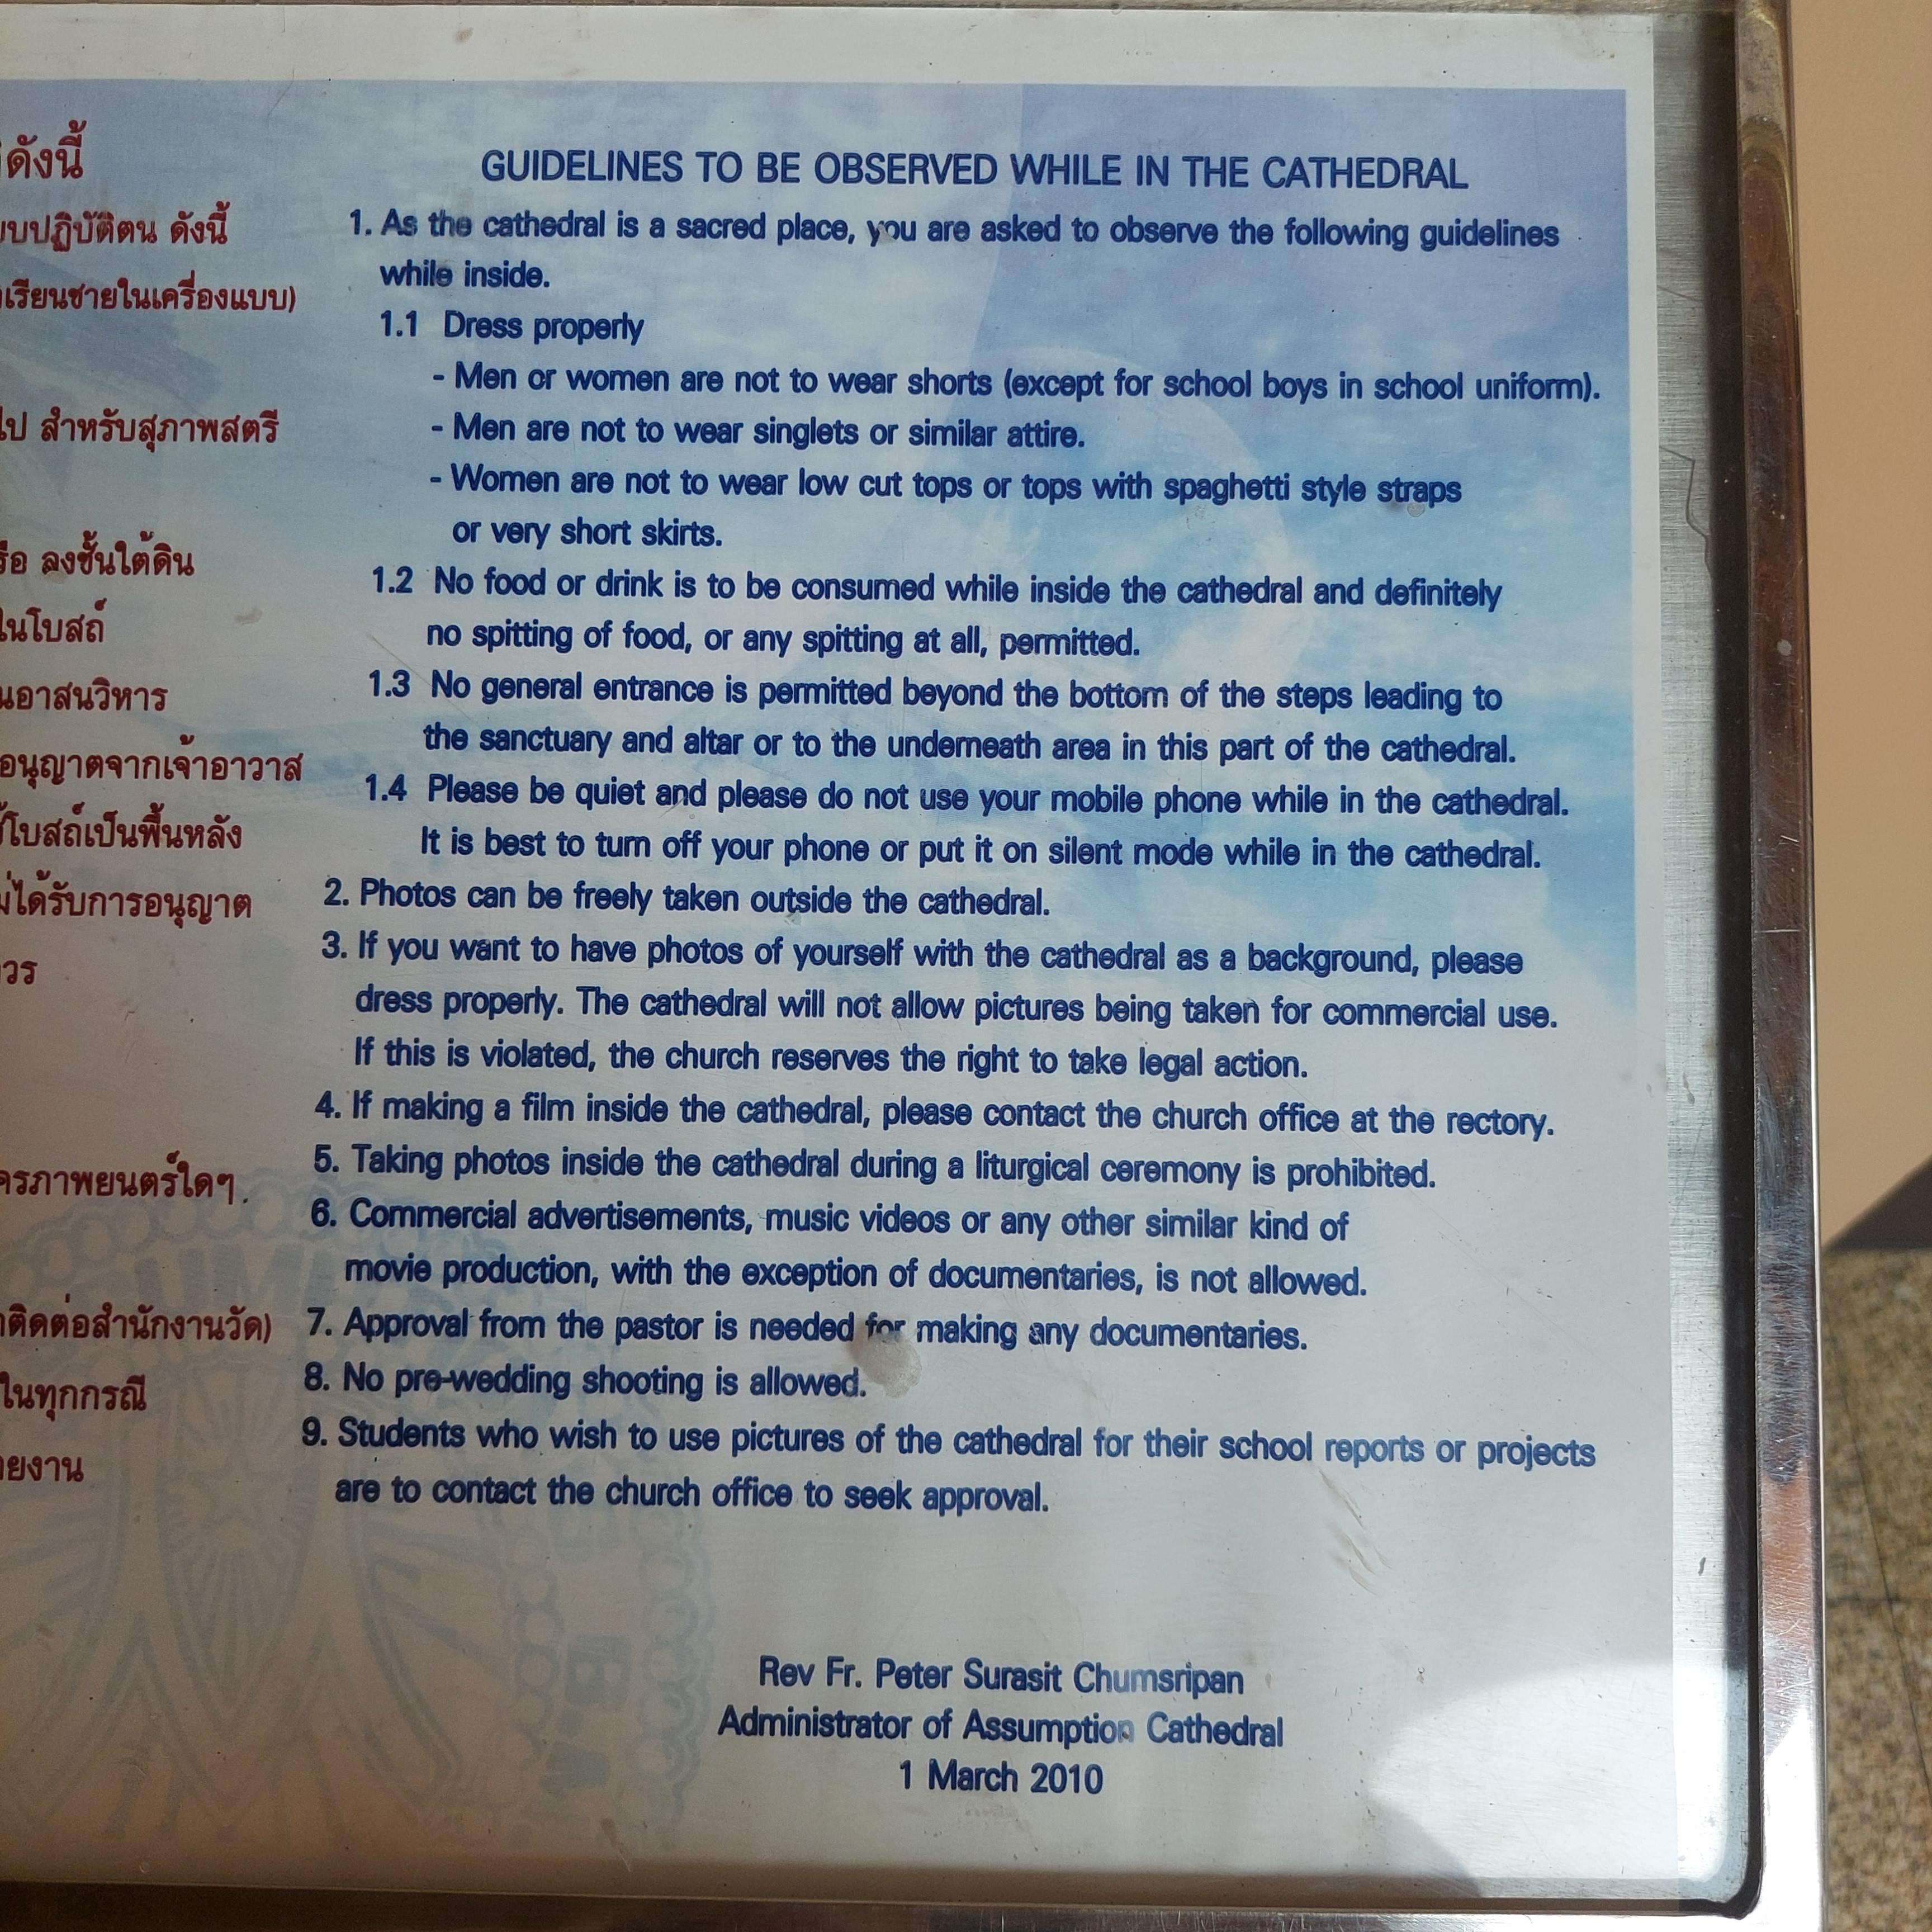 ดังนี้
บปฏิบัติตน ดังนี้
เรียนชายในเครื่องแบบ)
ไป สำหรับสุภาพสตรี
ลงชั้นใต้ดิน
ในโบสถ์
อาสนวิหาร
อนุญาตจากเจ้าอาวาส
โบสถ์เป็นพื้นหลัง
ได้รับการอนุญาต
วร
ครภาพยนตร์ใดๆ
ติดต่อสำนักงานวัด)
ในทุกกรณี
ยงาน
GUIDELINES TO BE OBSERVED WHILE IN THE CATHEDRAL
1. As the cathedral is a sacred place, you are asked to observe the following guidelines
while inside.
1.1 Dress properly
- Men or women are not to wear shorts (except for school boys in school uniform).
- Men are not to wear singlets or similar attire.
- Women are not to wear low cut tops or tops with spaghetti style straps
or very short skirts.
1.2 No food or drink is to be consumed while inside the cathedral and definitely
no spitting of food, or any spitting at all, permitted.
1.3 No general entrance is permitted beyond the bottom of the steps leading to
the sanctuary and altar or to the underneath area in this part of the cathedral.
1.4 Please be quiet and please do not use your mobile phone while in the cathedral.
It is best to turn off your phone or put it on silent mode while in the cathedral.
2. Photos can be freely taken outside the cathedral.
3. If you want to have photos of yourself with the cathedral as a background, please
dress properly. The cathedral will not allow pictures being taken for commercial use.
If this is violated, the church reserves the right to take legal action.
4. If making a film inside the cathedral, please contact the church office at the rectory.
5. Taking photos inside the cathedral during a liturgical ceremony is prohibited.
6. Commercial advertisements, music videos or any other similar kind of
movie production, with the exception of documentaries, is not allowed.
7. Approval from the pastor is needed for making any documentaries.
8. No pre-wedding shooting is allowed.
9. Students who wish to use pictures of the cathedral for their school reports or projects
are to contact the church office to seek approval.
Rev Fr. Peter Surasit Chumsripan
Administrator of Assumption Cathedral
1 March 2010